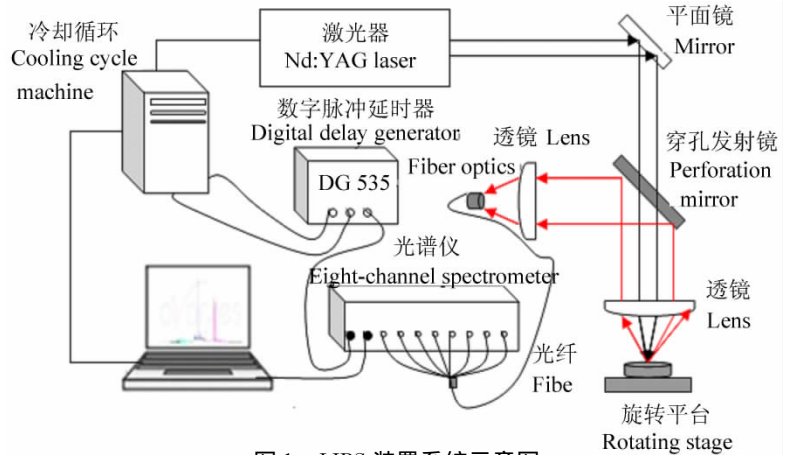 冷却循环
Cooling cycle
machine
激光器
Nd:YAG laser
平面镜
Mirror
数字脉冲延时器
Digital delay generator
DG 535
透镜 Lens
Fiber optics
穿孔发射镜
Perforation
mirror
光谱仪
Eight-channel spectrometer
透镜
Lens
光纤
Fibe
旋转平台
Rotating stage